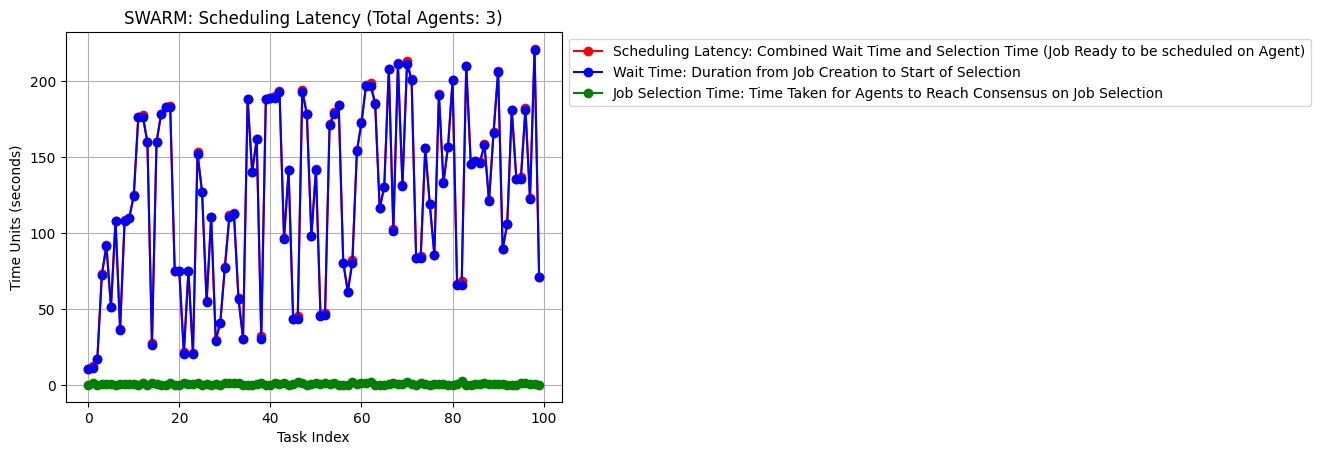 SWARM: Scheduling Latency (Total Agents: 3)
Scheduling Latency: Combined Wait Time and Selection Time (Job Ready to be scheduled on Agent)
Wait Time: Duration from Job Creation to Start of Selection
Job Selection Time: Time Taken for Agents to Reach Consensus on Job Selection
Time Units (seconds)
200
150
100
50
0
0 20 40 60 80 100
Task Index